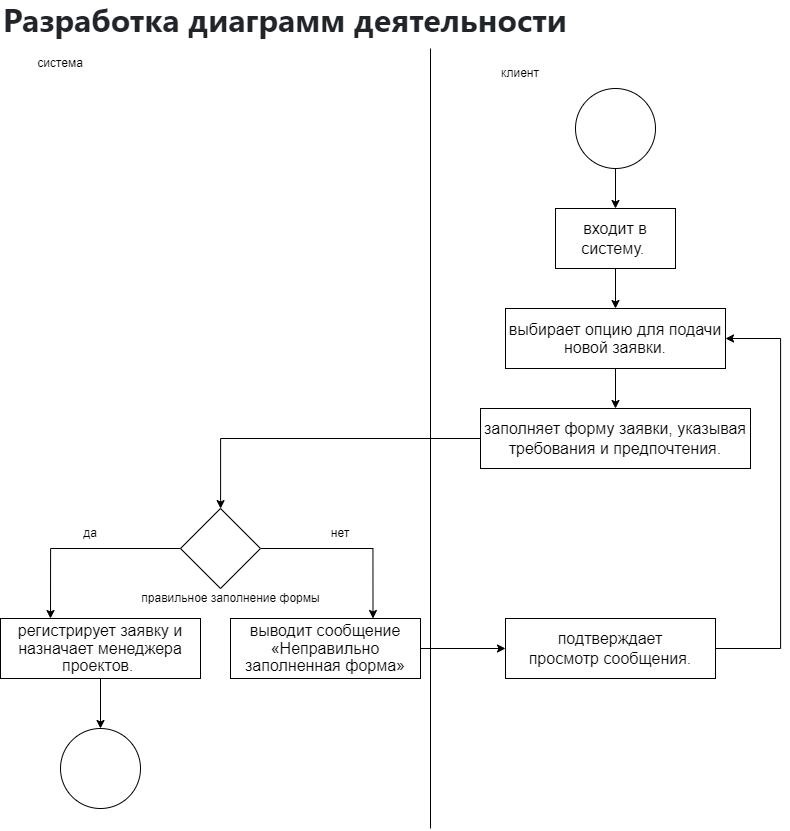 Разработка диаграмм деятельности
система
клиент
входит в
систему.
выбирает опцию для подачи
новой заявки.
заполняет форму заявки, указывая
требования и предпочтения.
да
нет
правильное заполнение формы
регистрирует заявку и
назначает менеджера
проектов.
выводит сообщение
«Неправильно
заполненная форма»
подтверждает
просмотр сообщения.